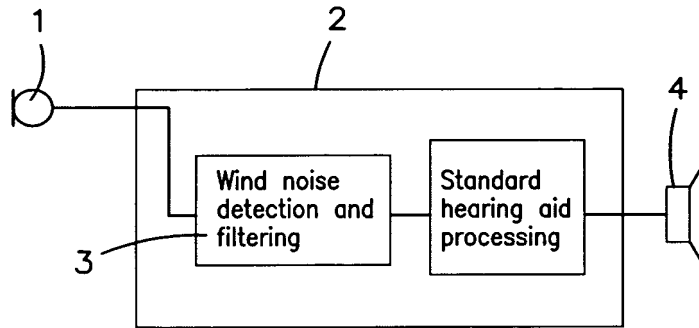 1
2
4
Wind noise
detection and
filtering
Standard
hearing aid
processing
3